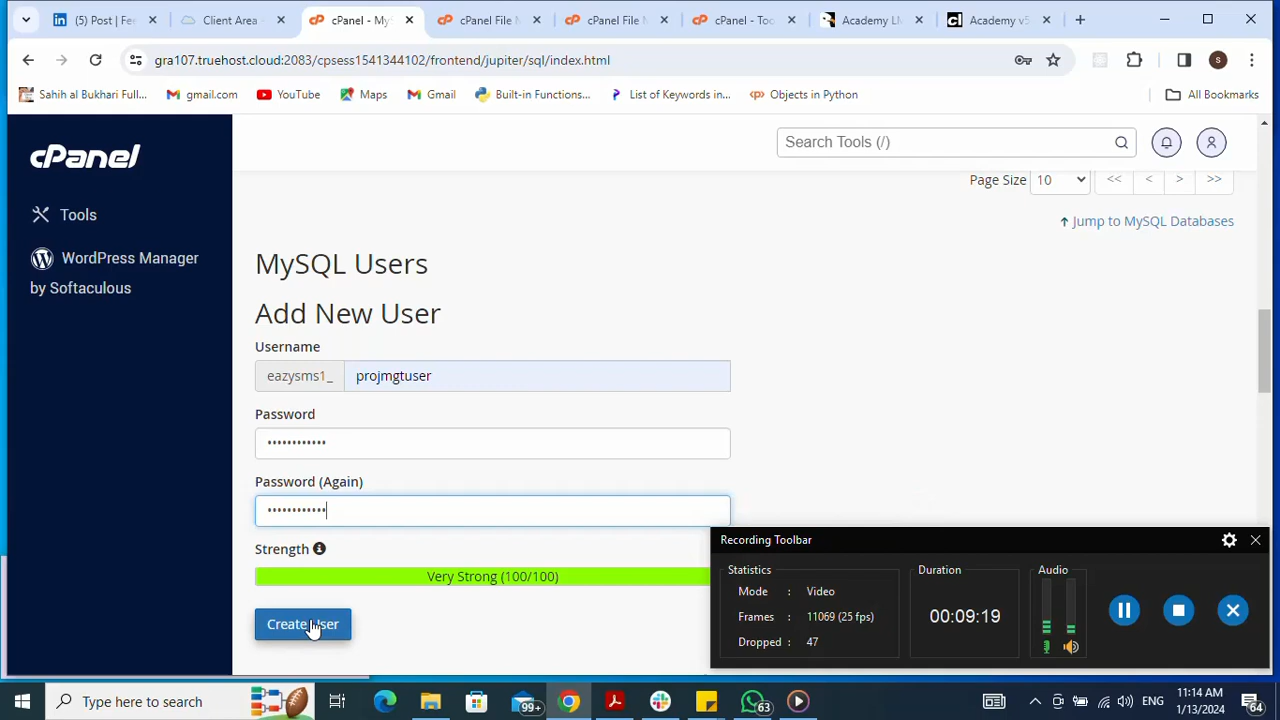 (5) Post | Fee
Client Area
cPanel - My
cPanel File M
cPanel File M
cPanel - Too
Academy LM
Academy v5
gra107.truehost.cloud:2083/cpsess1541344102/frontend/jupiter/sql/index.html
Sahih al Bukhari Full...
gmail.com
YouTube
Maps
Gmail
Built-in Functions...
List of Keywords in...
Objects in Python
All Bookmarks
cPanel
Search Tools (/)
Tools
WordPress Manager
by Softaculous
Page Size 10 << < > >>
Jump to MySQL Databases
MySQL Users
Add New User
Username
eazysms1_ projmgtuser
Password
••••••••••••
Password (Again)
••••••••••••
Strength
Very Strong (100/100)
Create User
Recording Toolbar
Statistics
Mode : Video
Frames : 11069 (25 fps)
Dropped : 47
Duration
00:09:19
Audio
Type here to search
99+
63
ENG
11:14 AM
1/13/2024
64